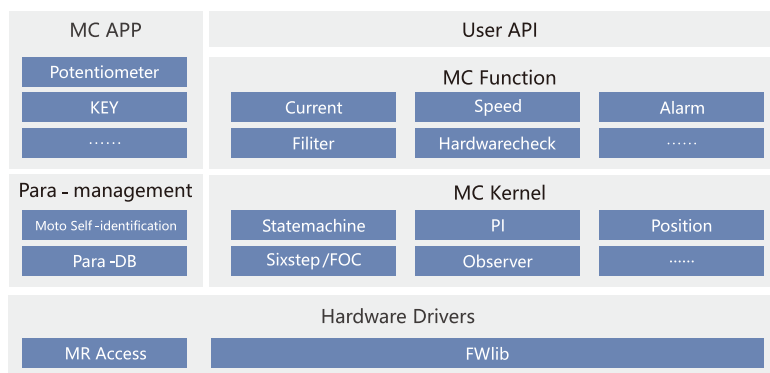 MC APP
Potentiometer
KEY
······
User API
MC Function
Current
Speed
Alarm
Filiter
Hardwarecheck
······
Para - management
Moto Self-identification
Para-DB
MC Kernel
Statemachine
PI
Position
Sixstep/FOC
Observer
······
Hardware Drivers
MR Access
FWlib